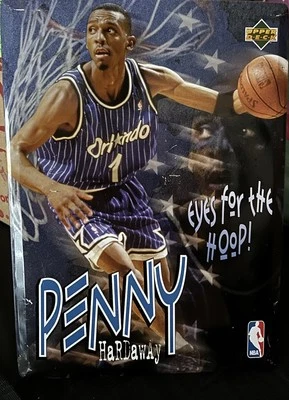 UPPER
DECK
Orlando
1
EYES FOR THE
HOOP!
PENNY
HaRDaWAY
NBA